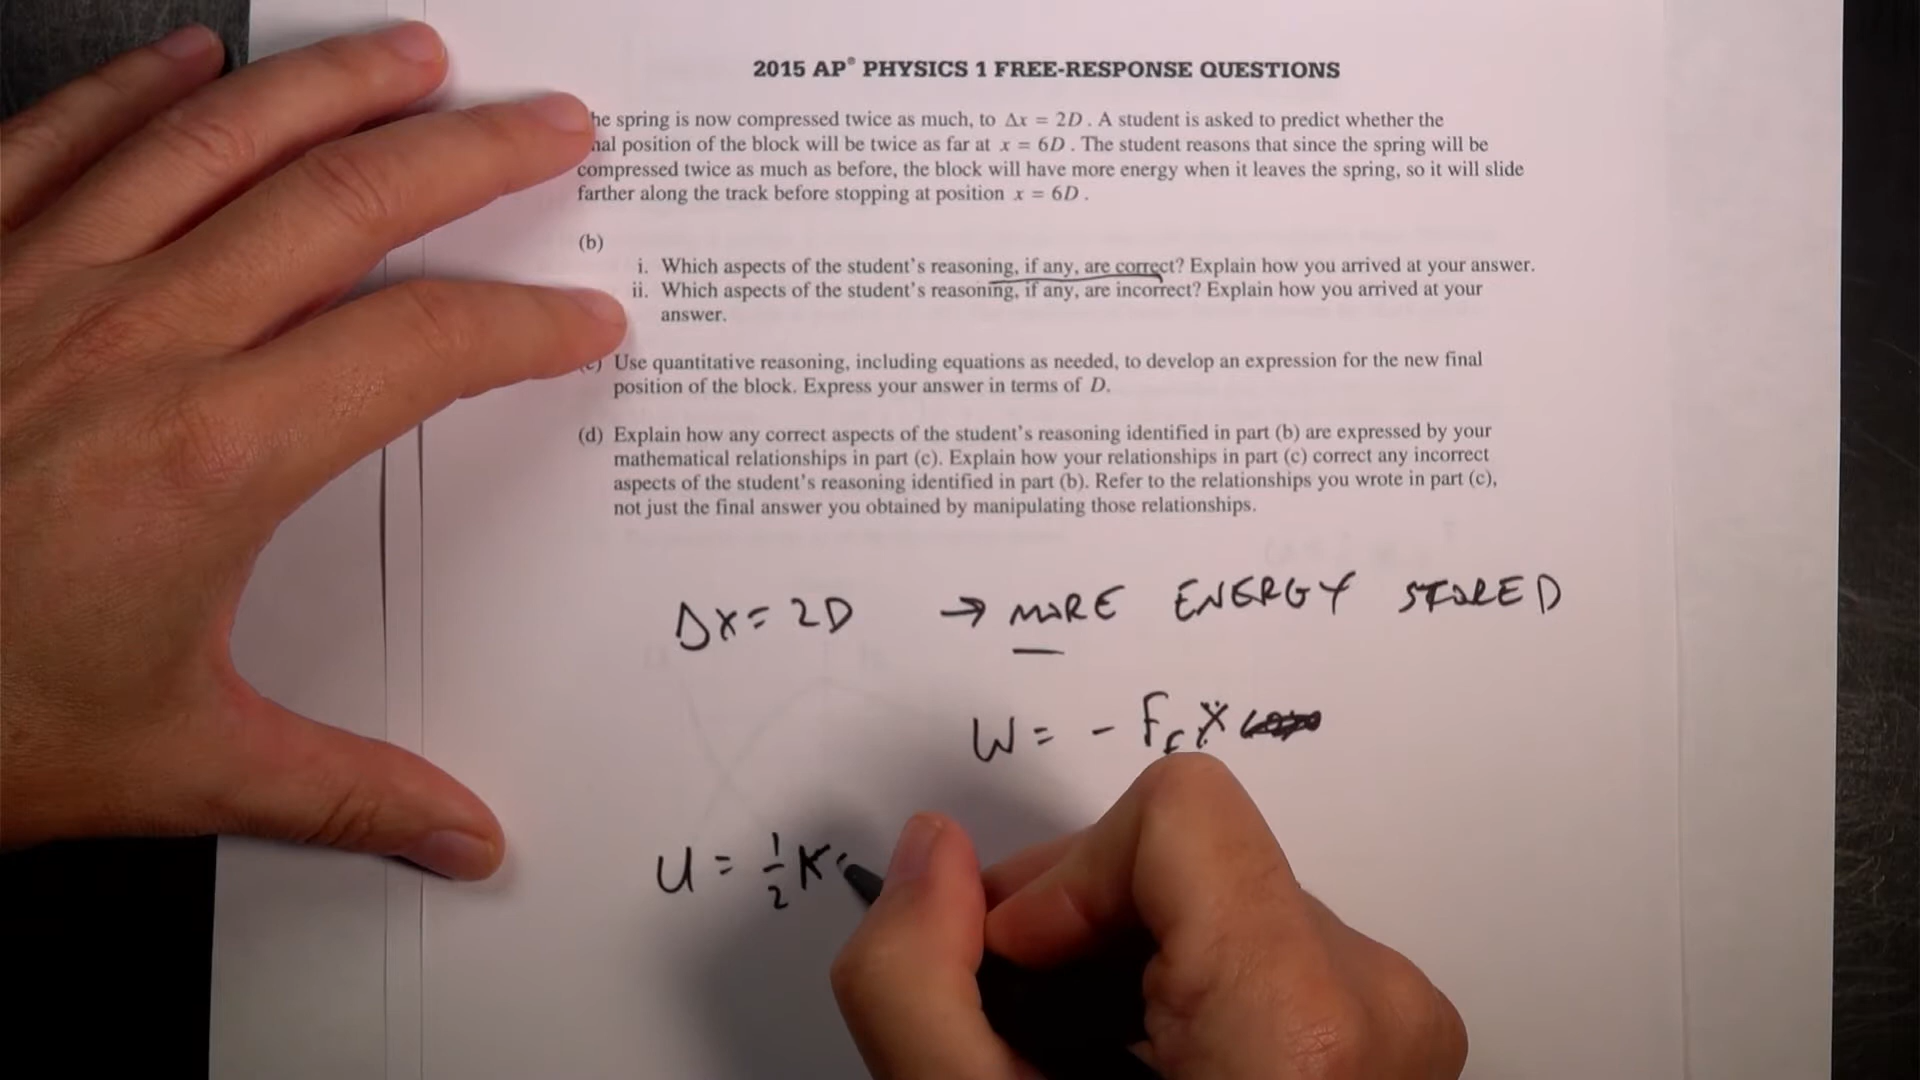 2015 AP® PHYSICS 1 FREE-RESPONSE QUESTIONS
he spring is now compressed twice as much, to Δx = 2D. A student is asked to predict whether the
nal position of the block will be twice as far at x = 6D. The student reasons that since the spring will be
compressed twice as much as before, the block will have more energy when it leaves the spring, so it will slide
farther along the track before stopping at position x = 6D.
(b)
i. Which aspects of the student's reasoning, if any, are correct? Explain how you arrived at your answer.
ii. Which aspects of the student's reasoning, if any, are incorrect? Explain how you arrived at your
answer.
(c) Use quantitative reasoning, including equations as needed, to develop an expression for the new final
position of the block. Express your answer in terms of D.
(d) Explain how any correct aspects of the student's reasoning identified in part (b) are expressed by your
mathematical relationships in part (c). Explain how your relationships in part (c) correct any incorrect
aspects of the student's reasoning identified in part (b). Refer to the relationships you wrote in part (c),
not just the final answer you obtained by manipulating those relationships.
Δx = 2D → MORE ENERGY STORED
W = - F_f x
U = 1/2 K